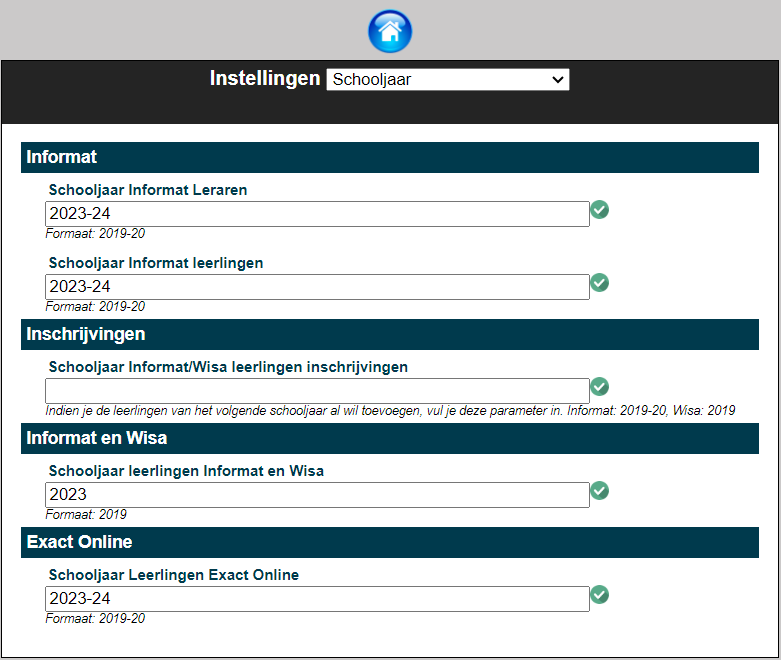 Instellingen Schooljaar
Informat
Schooljaar Informat Leraren
2023-24
Formaat: 2019-20
Schooljaar Informat leerlingen
2023-24
Formaat: 2019-20
Inschrijvingen
Schooljaar Informat/Wisa leerlingen inschrijvingen
Indien je de leerlingen van het volgende schooljaar al wil toevoegen, vul je deze parameter in. Informat: 2019-20, Wisa: 2019
Informat en Wisa
Schooljaar leerlingen Informat en Wisa
2023
Formaat: 2019
Exact Online
Schooljaar Leerlingen Exact Online
2023-24
Formaat: 2019-20